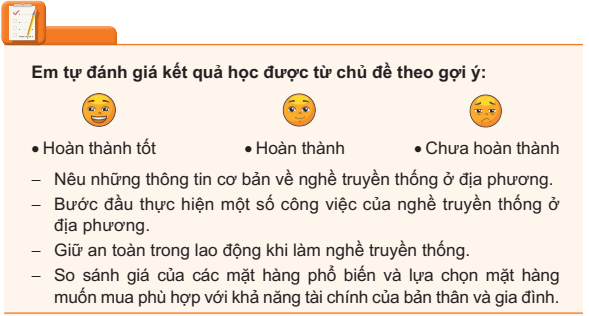 Em tự đánh giá kết quả học được từ chủ đề theo gợi ý:
• Hoàn thành tốt • Hoàn thành • Chưa hoàn thành
– Nêu những thông tin cơ bản về nghề truyền thống ở địa phương.
– Bước đầu thực hiện một số công việc của nghề truyền thống ở
địa phương.
– Giữ an toàn trong lao động khi làm nghề truyền thống.
– So sánh giá của các mặt hàng phổ biến và lựa chọn mặt hàng
muốn mua phù hợp với khả năng tài chính của bản thân và gia đình.